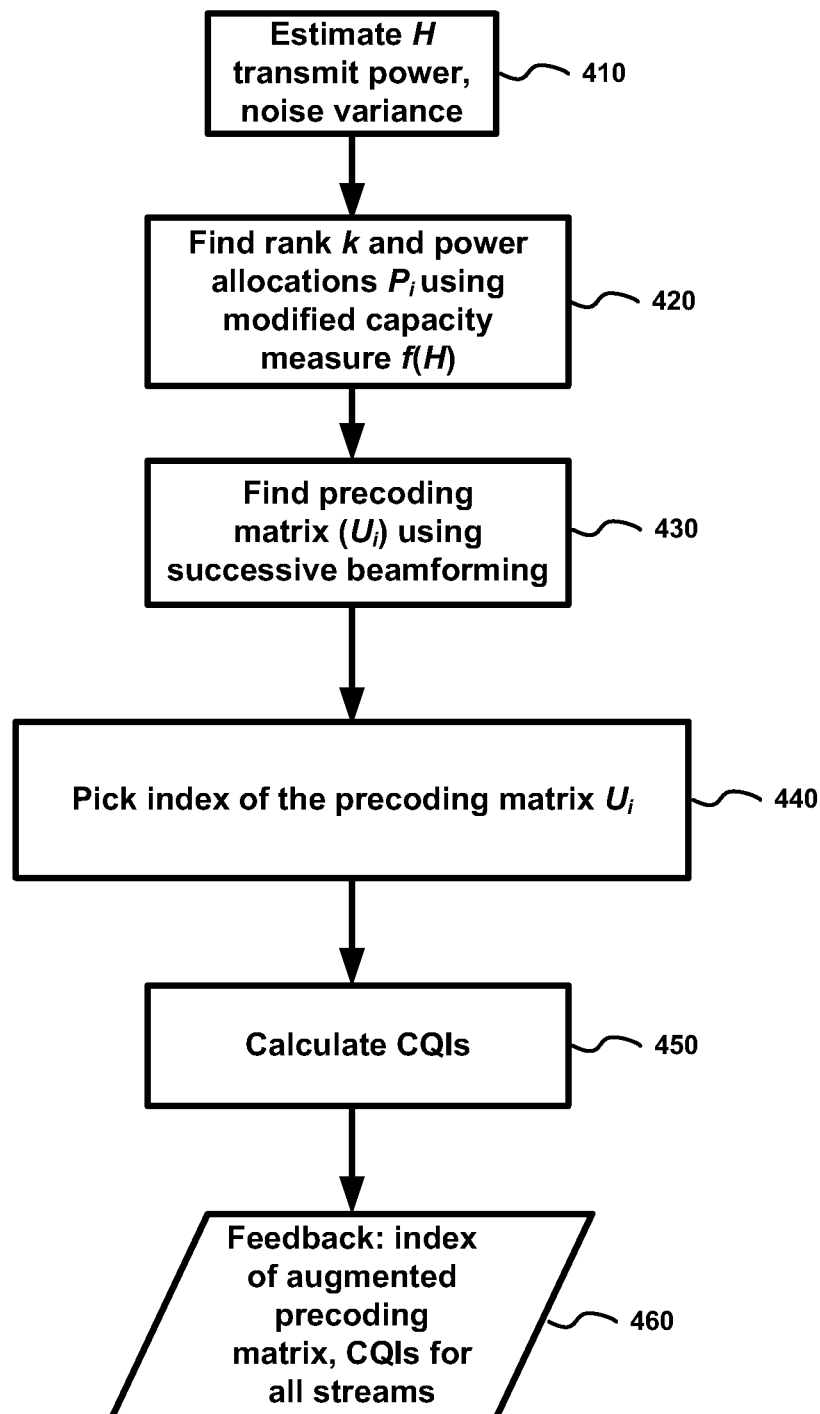 Estimate H
transmit power,
noise variance
410
Find rank k and power
allocations Pi using
modified capacity
measure f(H)
420
Find precoding
matrix (Ui) using
successive beamforming
430
Pick index of the precoding matrix Ui
440
Calculate CQIs
450
Feedback: index
of augmented
precoding
matrix, CQIs for
all streams
460